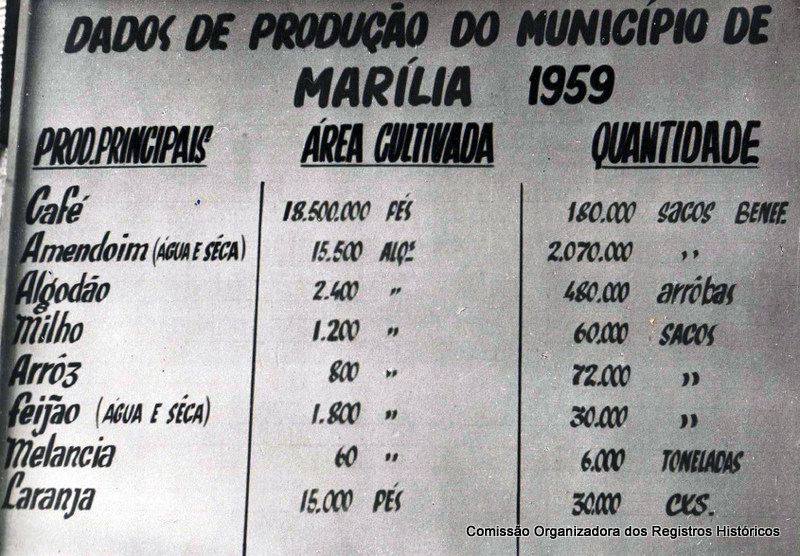 DADOS DE PRODUÇÃO DO MUNICÍPIO DE
MARÍLIA 1959
PROD.PRINCIPAIS ÁREA CULTIVADA QUANTIDADE
Café 18.500.000 PÉS 180.000 SACOS BENEF.
Amendoim (ÁGUA E SÉCA) 15.500 ALQS 2.070.000 ,,
Algodão 2.400 ,, 480.000 arrôbas
Milho 1.200 ,, 60.000 SACOS
Arrôz 800 ,, 72.000 ,,
Feijão (ÁGUA E SÉCA) 1.800 ,, 30.000 ,,
Melancia 60 ,, 6.000 TONELADAS
Laranja 15.000 PÉS 30.000 CXS.
Comissão Organizadora dos Registros Históricos